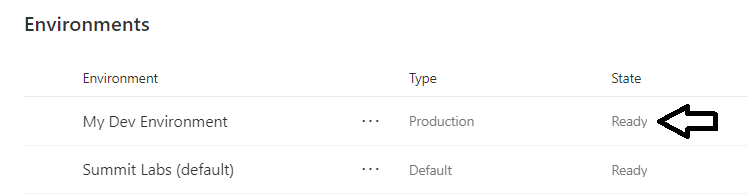 Environments
Environment Type State
My Dev Environment ... Production Ready
Summit Labs (default) ... Default Ready